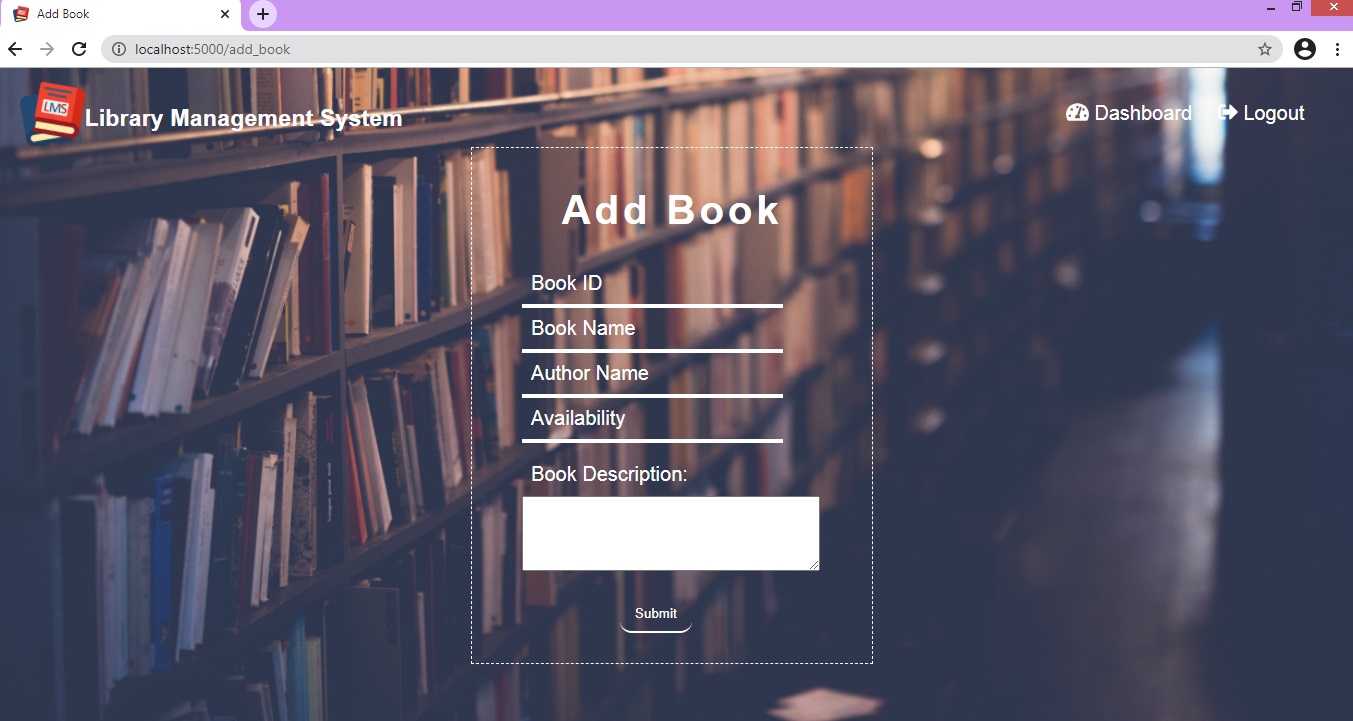 Add Book
localhost:5000/add_book
LMS
Library Management System
Dashboard
Logout
Add Book
Book ID
Book Name
Author Name
Availability
Book Description:
Submit